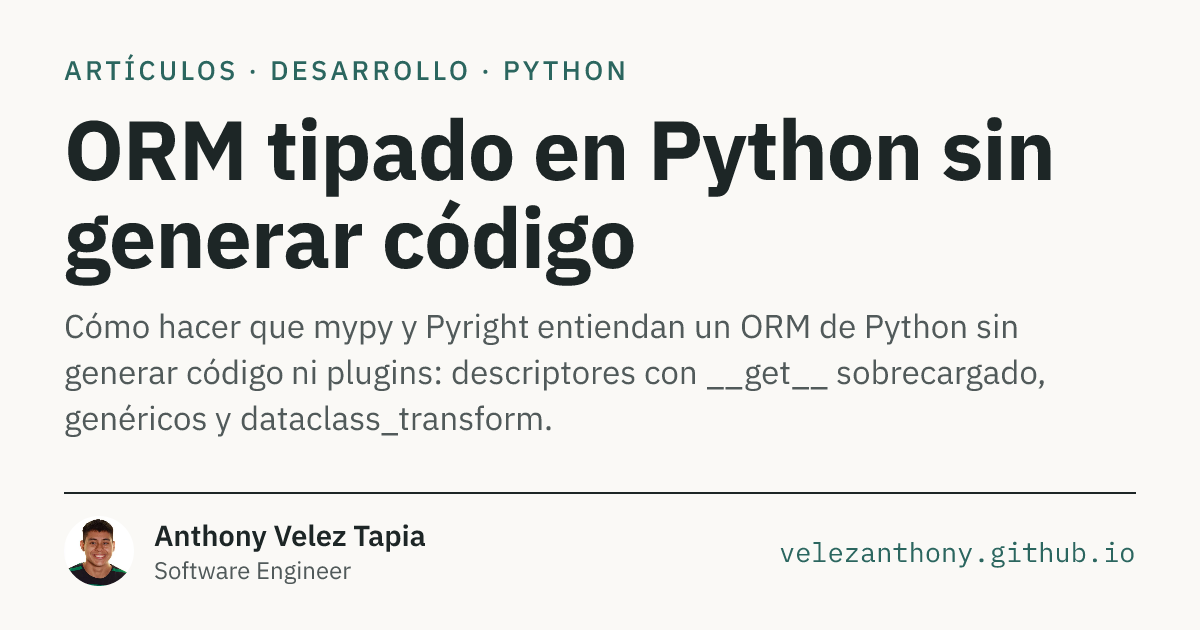 ARTÍCULOS · DESARROLLO · PYTHON
ORM tipado en Python sin
generar código
Cómo hacer que mypy y Pyright entiendan un ORM de Python sin
generar código ni plugins: descriptores con __get__ sobrecargado,
genéricos y dataclass_transform.
Anthony Velez Tapia
Software Engineer
velezanthony.github.io